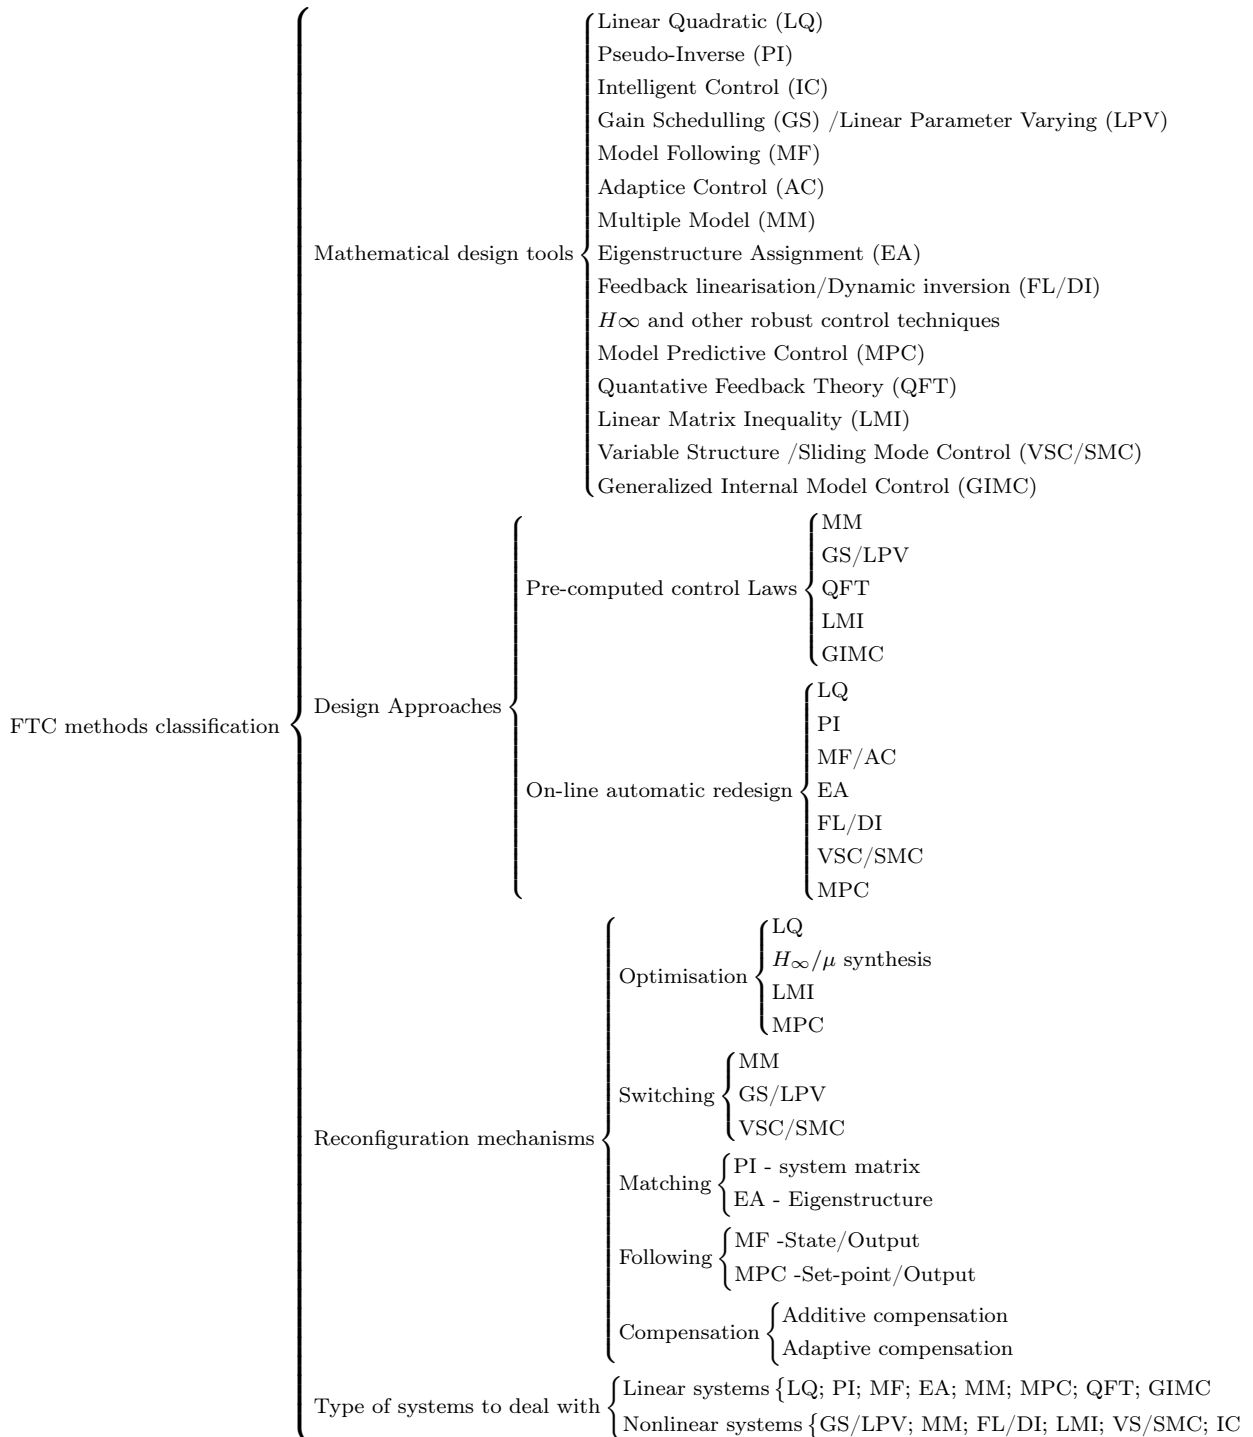 FTC methods classification
Mathematical design tools
Linear Quadratic (LQ)
Pseudo-Inverse (PI)
Intelligent Control (IC)
Gain Schedulling (GS) /Linear Parameter Varying (LPV)
Model Following (MF)
Adaptice Control (AC)
Multiple Model (MM)
Eigenstructure Assignment (EA)
Feedback linearisation/Dynamic inversion (FL/DI)
H∞ and other robust control techniques
Model Predictive Control (MPC)
Quantative Feedback Theory (QFT)
Linear Matrix Inequality (LMI)
Variable Structure /Sliding Mode Control (VSC/SMC)
Generalized Internal Model Control (GIMC)
Design Approaches
Pre-computed control Laws
MM
GS/LPV
QFT
LMI
GIMC
On-line automatic redesign
LQ
PI
MF/AC
EA
FL/DI
VSC/SMC
MPC
Reconfiguration mechanisms
Optimisation
LQ
H∞/μ synthesis
LMI
MPC
Switching
MM
GS/LPV
VSC/SMC
Matching
PI - system matrix
EA - Eigenstructure
Following
MF -State/Output
MPC -Set-point/Output
Compensation
Additive compensation
Adaptive compensation
Type of systems to deal with
Linear systems {LQ; PI; MF; EA; MM; MPC; QFT; GIMC
Nonlinear systems {GS/LPV; MM; FL/DI; LMI; VS/SMC; IC